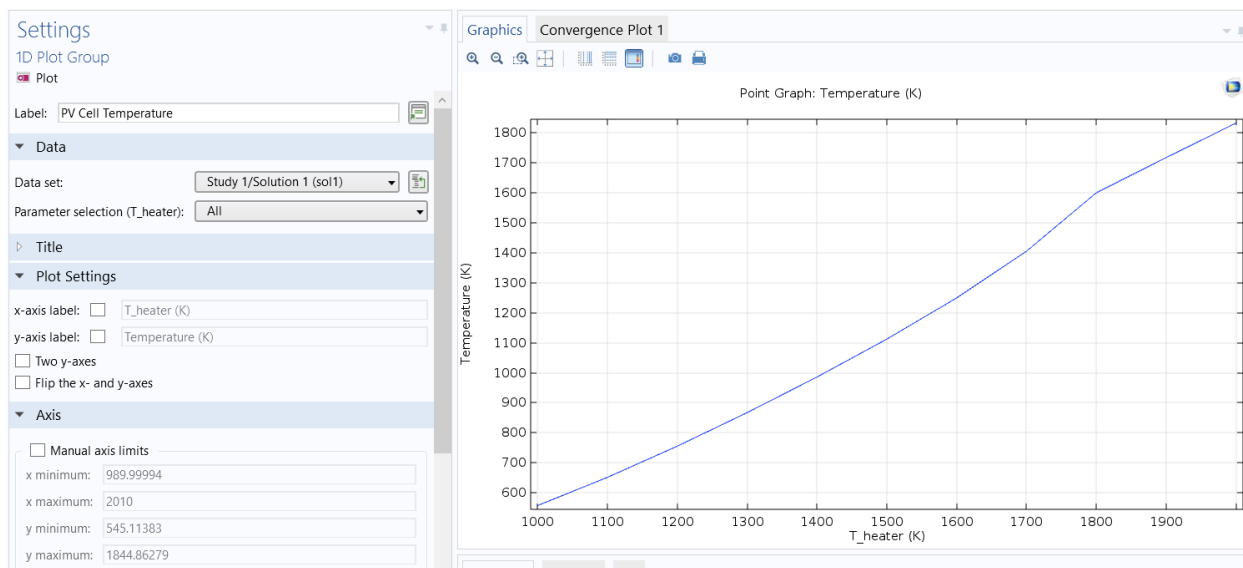 Settings
1D Plot Group
Plot
Label: PV Cell Temperature
Data
Data set: Study 1/Solution 1 (sol1)
Parameter selection (T_heater): All
Title
Plot Settings
x-axis label: T_heater (K)
y-axis label: Temperature (K)
Two y-axes
Flip the x- and y-axes
Axis
Manual axis limits
x minimum: 989.99994
x maximum: 2010
y minimum: 545.11383
y maximum: 1844.86279
Graphics Convergence Plot 1
Point Graph: Temperature (K)
1800
1700
1600
1500
1400
1300
1200
1100
1000
900
800
700
600
Temperature (K)
1000 1100 1200 1300 1400 1500 1600 1700 1800 1900
T_heater (K)